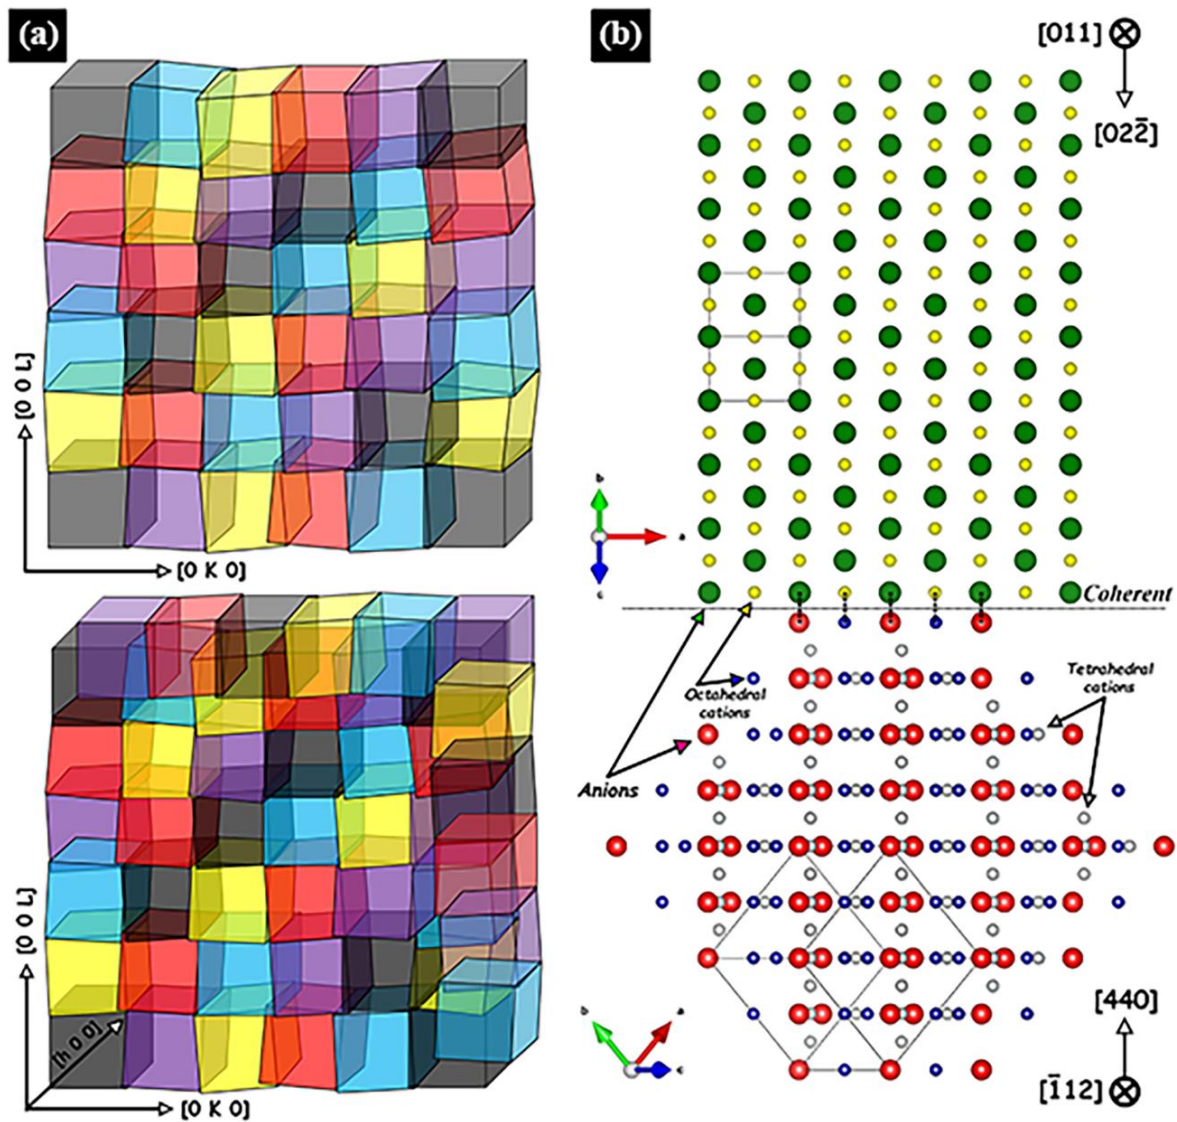 (a)
[0 0 L]
[0 K 0]
[0 0 L]
[h 0 0]
[0 K 0]
(b)
[011]
[022̄]
b
a
c
Coherent
Octahedral
cations
Tetrahedral
cations
Anions
b
a
c
[440]
[1̄12]